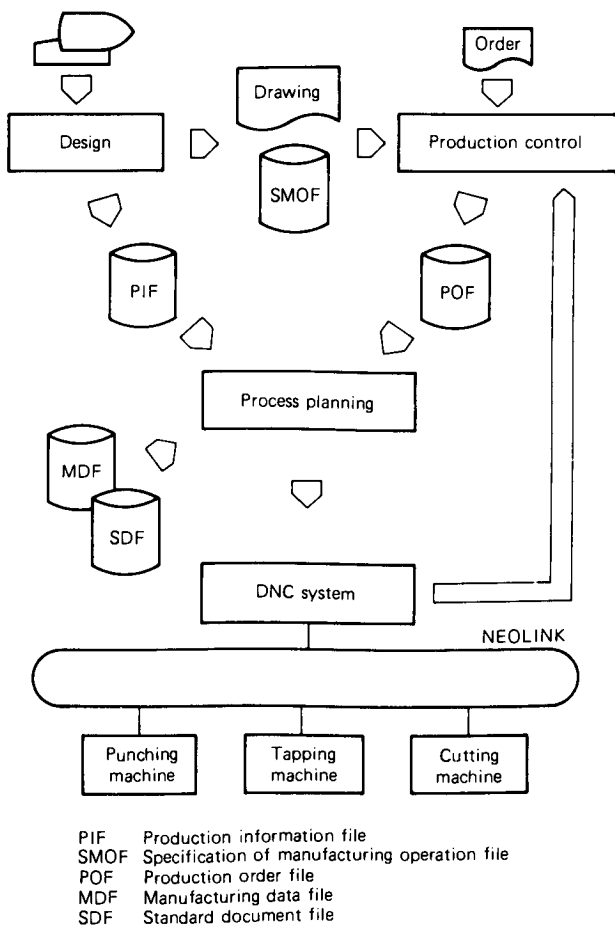 Order
Drawing
Design
Production control
SMOF
PIF
POF
Process planning
MDF
SDF
DNC system
NEOLINK
Punching
machine
Tapping
machine
Cutting
machine
PIF Production information file
SMOF Specification of manufacturing operation file
POF Production order file
MDF Manufacturing data file
SDF Standard document file